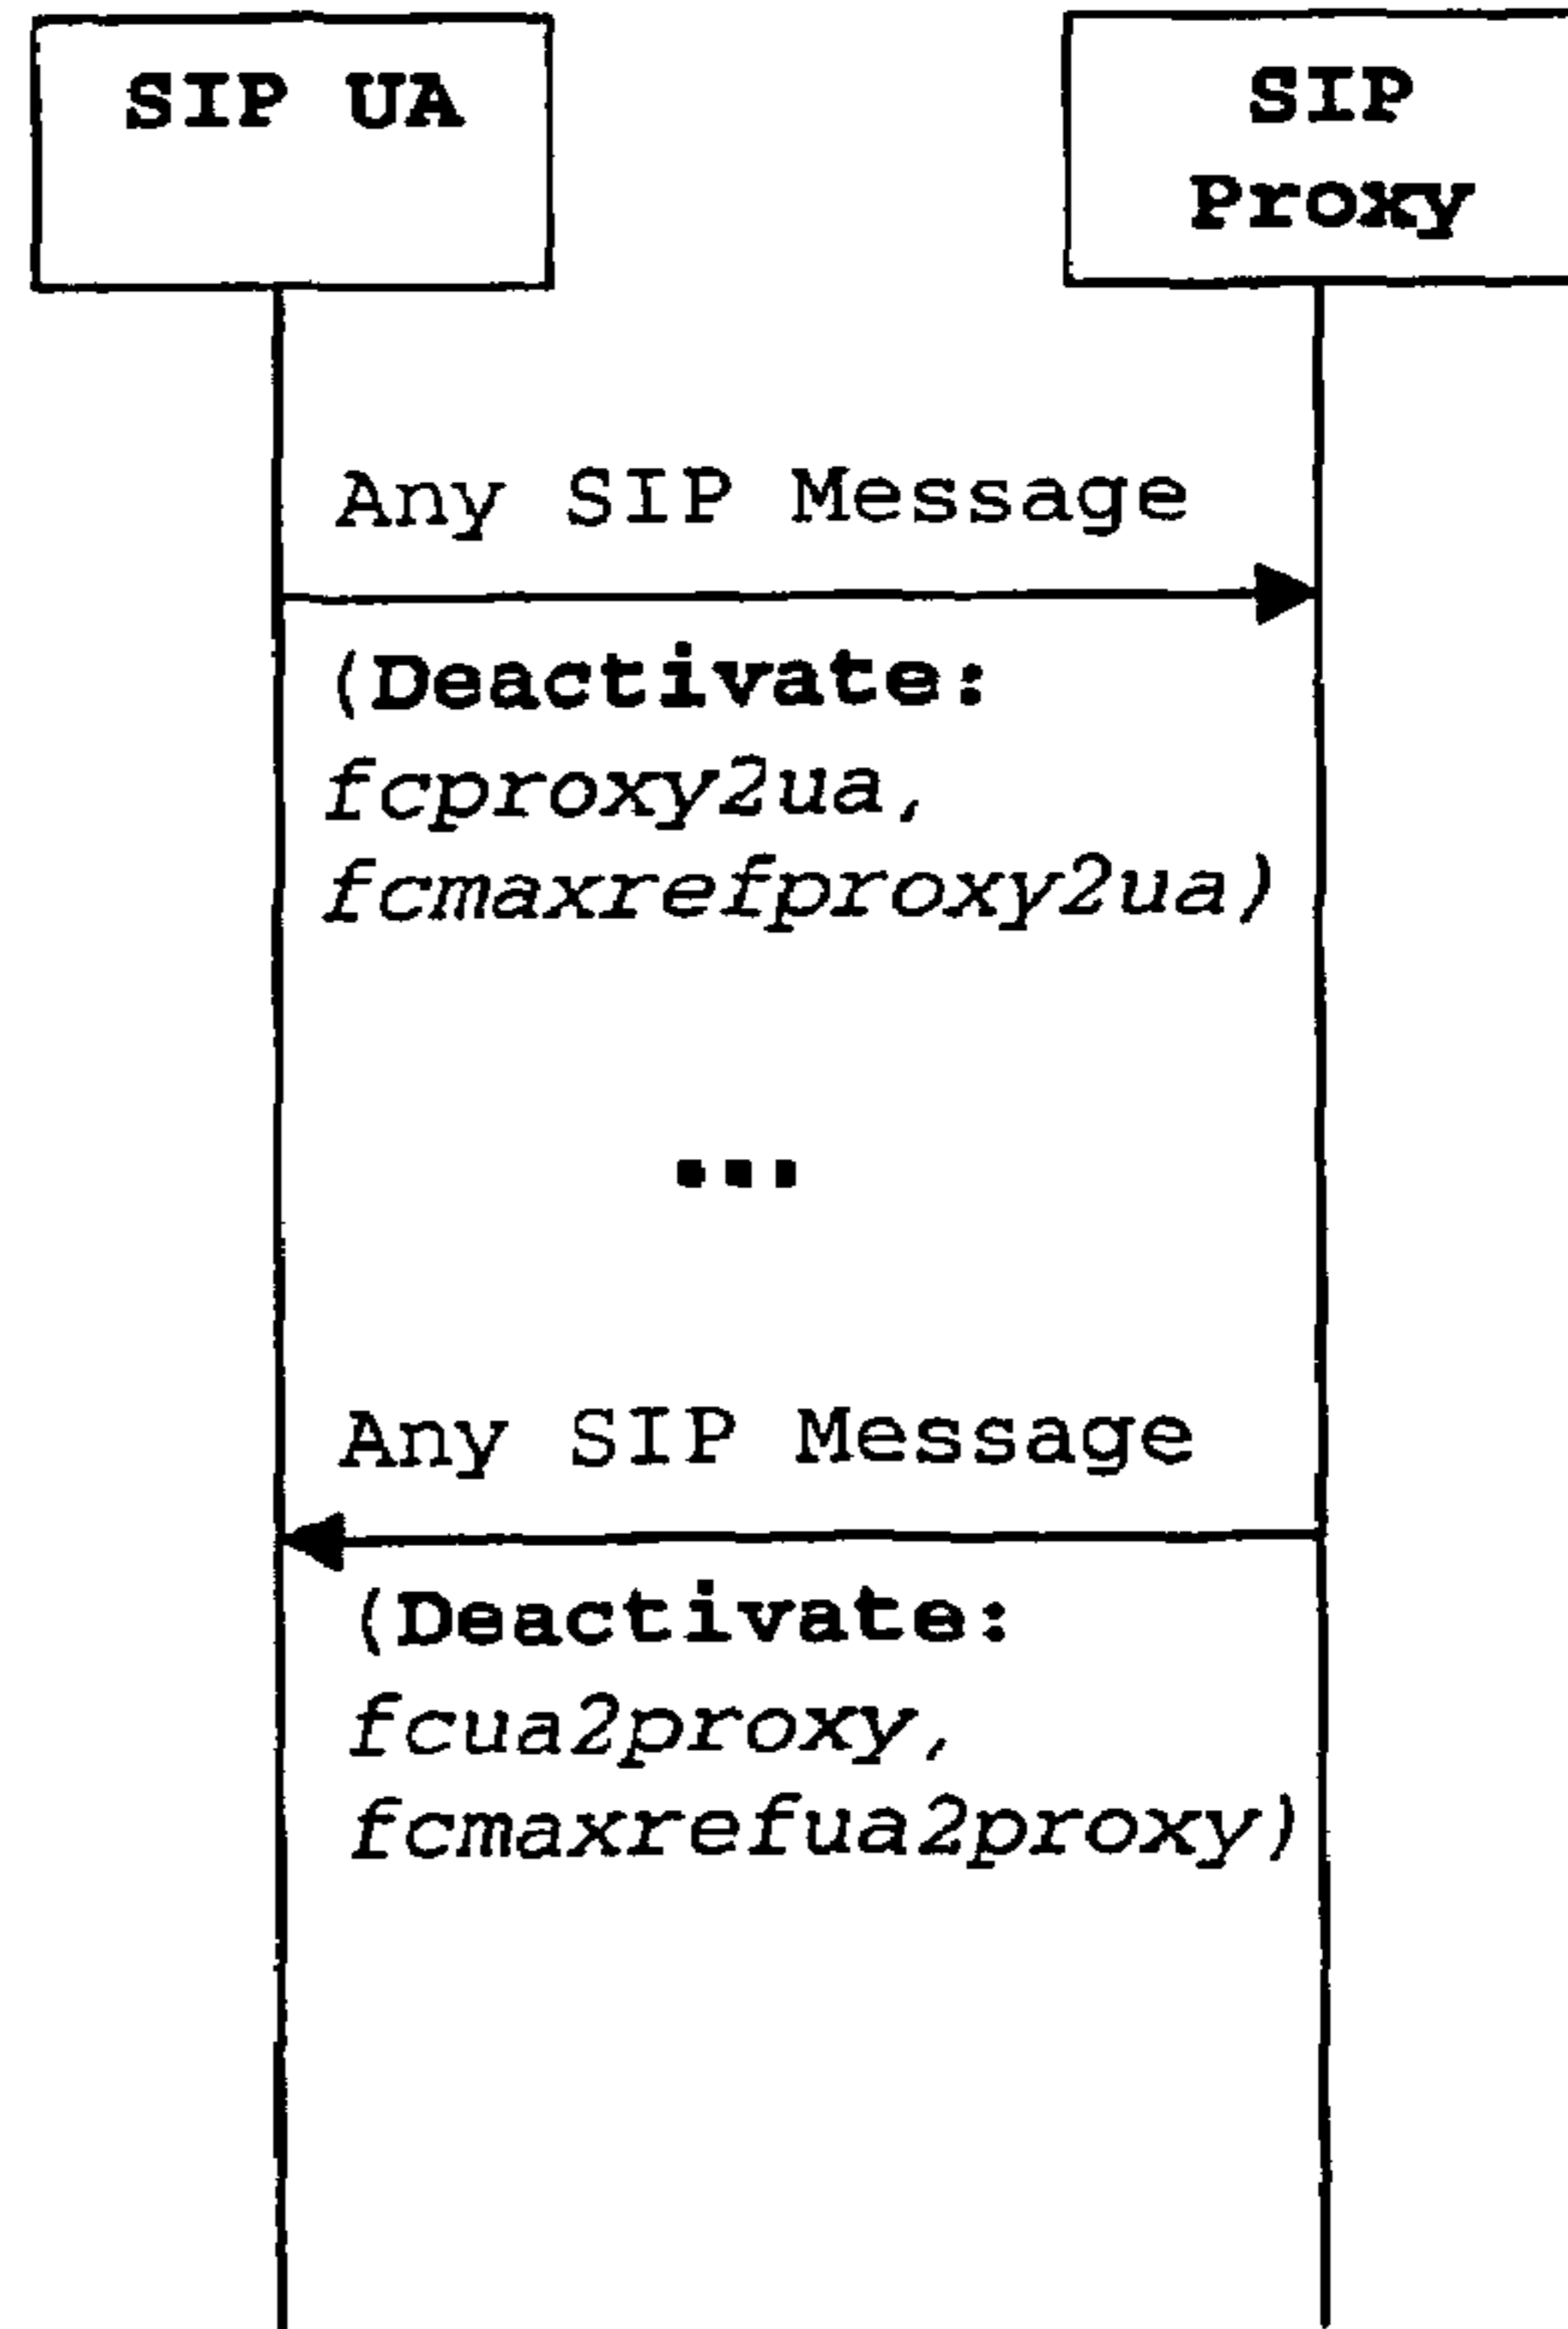 SIP UA
SIP
Proxy
Any SIP Message
(Deactivate:
fcproxy2ua,
fcmaxrefproxy2ua)
...
Any SIP Message
(Deactivate:
fcua2proxy,
fcmaxrefua2proxy)